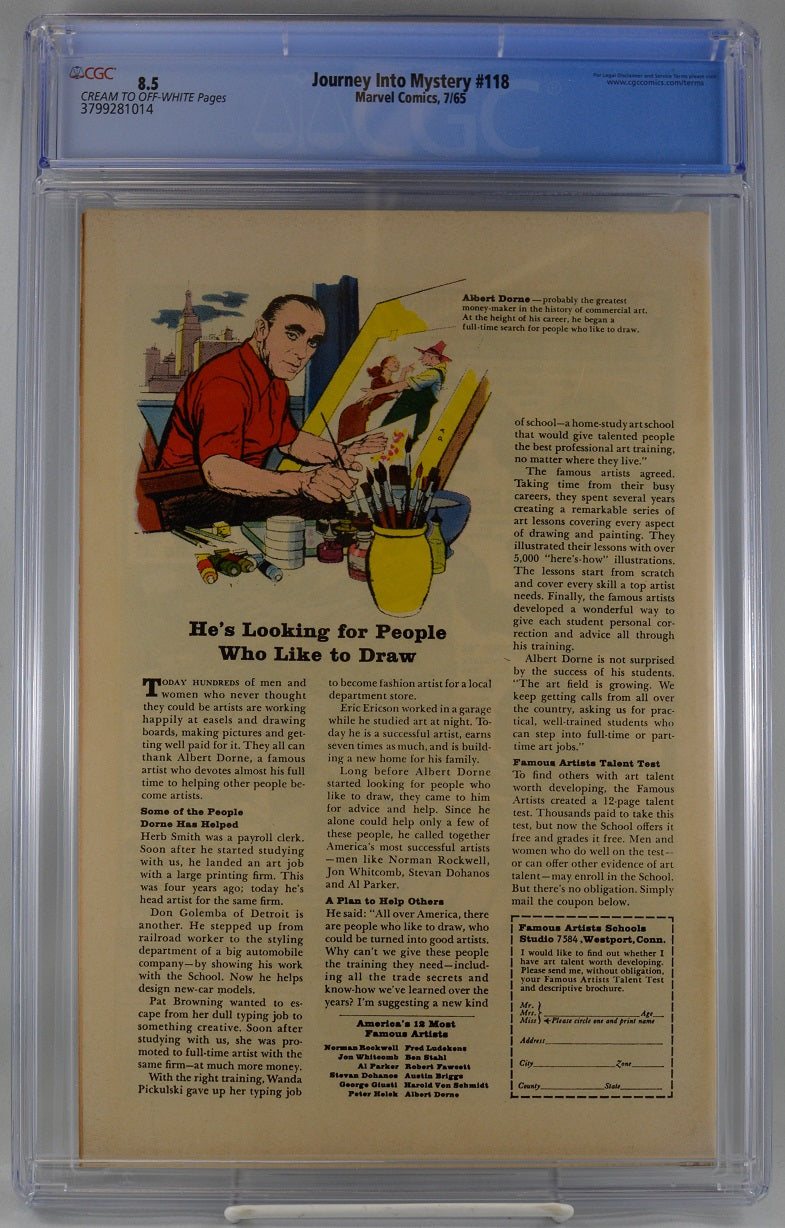 CGC
8.5
CREAM TO OFF-WHITE Pages
3799281014
Journey Into Mystery #118
Marvel Comics, 7/65
For Legal Disclaimer and Service Terms please visit
www.cgccomics.com/terms
CGC
Albert Dorne — probably the greatest
money-maker in the history of commercial art.
At the height of his career, he began a
full-time search for people who like to draw.
D A
He's Looking for People
Who Like to Draw
TODAY HUNDREDS of men and
women who never thought
they could be artists are working
happily at easels and drawing
boards, making pictures and get-
ting well paid for it. They all can
thank Albert Dorne, a famous
artist who devotes almost his full
time to helping other people be-
come artists.
Some of the People
Dorne Has Helped
Herb Smith was a payroll clerk.
Soon after he started studying
with us, he landed an art job
with a large printing firm. This
was four years ago; today he's
head artist for the same firm.
Don Golemba of Detroit is
another. He stepped up from
railroad worker to the styling
department of a big automobile
company—by showing his work
with the School. Now he helps
design new-car models.
Pat Browning wanted to es-
cape from her dull typing job to
something creative. Soon after
studying with us, she was pro-
moted to full-time artist with the
same firm—at much more money.
With the right training, Wanda
Pickulski gave up her typing job
to become fashion artist for a local
department store.
Eric Ericson worked in a garage
while he studied art at night. To-
day he is a successful artist, earns
seven times as much, and is build-
ing a new home for his family.
Long before Albert Dorne
started looking for people who
like to draw, they came to him
for advice and help. Since he
alone could help only a few of
these people, he called together
America's most successful artists
—men like Norman Rockwell,
Jon Whitcomb, Stevan Dohanos
and Al Parker.
A Plan to Help Others
He said: "All over America, there
are people who like to draw, who
could be turned into good artists.
Why can't we give these people
the training they need—includ-
ing all the trade secrets and
know-how we've learned over the
years? I'm suggesting a new kind
America's 12 Most
Famous Artists
Norman Rockwell Fred Ludekens
Jon Whitcomb Ben Stahl
Al Parker Robert Fawcett
Stevan Dohanos Austin Briggs
George Giusti Harold Von Schmidt
Peter Helck Albert Dorne
of school—a home-study art school
that would give talented people
the best professional art training,
no matter where they live."
The famous artists agreed.
Taking time from their busy
careers, they spent several years
creating a remarkable series of
art lessons covering every aspect
of drawing and painting. They
illustrated their lessons with over
5,000 "here's-how" illustrations.
The lessons start from scratch
and cover every skill a top artist
needs. Finally, the famous artists
developed a wonderful way to
give each student personal cor-
rection and advice all through
his training.
Albert Dorne is not surprised
by the success of his students.
"The art field is growing. We
keep getting calls from all over
the country, asking us for prac-
tical, well-trained students who
can step into full-time or part-
time art jobs."
Famous Artists Talent Test
To find others with art talent
worth developing, the Famous
Artists created a 12-page talent
test. Thousands paid to take this
test, but now the School offers it
free and grades it free. Men and
women who do well on the test—
or can offer other evidence of art
talent—may enroll in the School.
But there's no obligation. Simply
mail the coupon below.
Famous Artists Schools
Studio 7384, Westport, Conn.
I would like to find out whether I
have art talent worth developing.
Please send me, without obligation,
your Famous Artists Talent Test
and descriptive brochure.
Mr.
Mrs. Age
Miss Please circle one and print name
Address
City Zone
County State